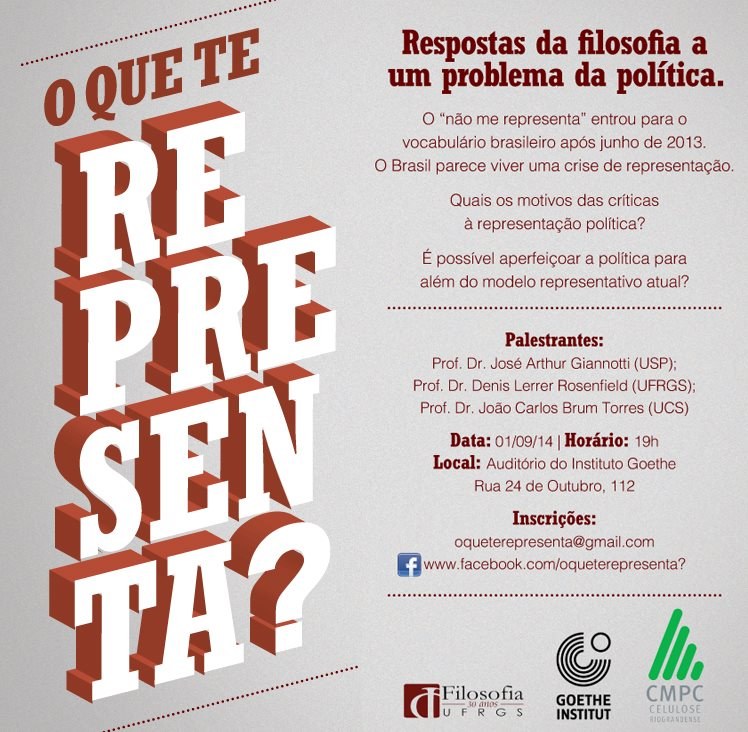 O QUE TE
RE
PRE
SEN
TA?
Respostas da filosofia a
um problema da política.
O “não me representa” entrou para o
vocabulário brasileiro após junho de 2013.
O Brasil parece viver uma crise de representação.
Quais os motivos das críticas
à representação política?
É possível aperfeiçoar a política para
além do modelo representativo atual?
Palestrantes:
Prof. Dr. José Arthur Giannotti (USP);
Prof. Dr. Denis Lerrer Rosenfield (UFRGS);
Prof. Dr. João Carlos Brum Torres (UCS)
Data: 01/09/14 | Horário: 19h
Local: Auditório do Instituto Goethe
Rua 24 de Outubro, 112
Inscrições:
oqueterepresenta@gmail.com
f www.facebook.com/oqueterepresenta?
Filosofia
30 anos
UFRGS
GOETHE
INSTITUT
CMPC
CELULOSE
RIOGRANDENSE